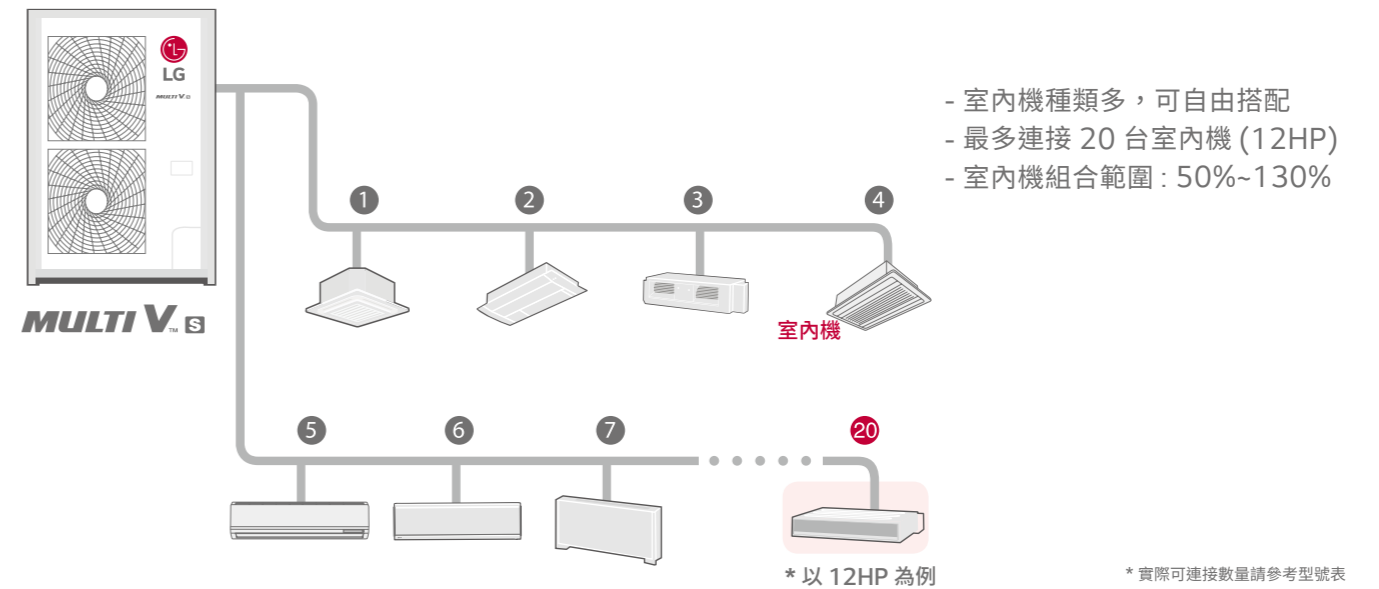 LG
MULTI V S
- 室內機種類多，可自由搭配
- 最多連接 20 台室內機 (12HP)
- 室內機組合範圍 : 50%~130%
1 2 3 4
MULTI V™ S
室內機
5 6 7 20
* 以 12HP 為例
* 實際可連接數量請參考型號表